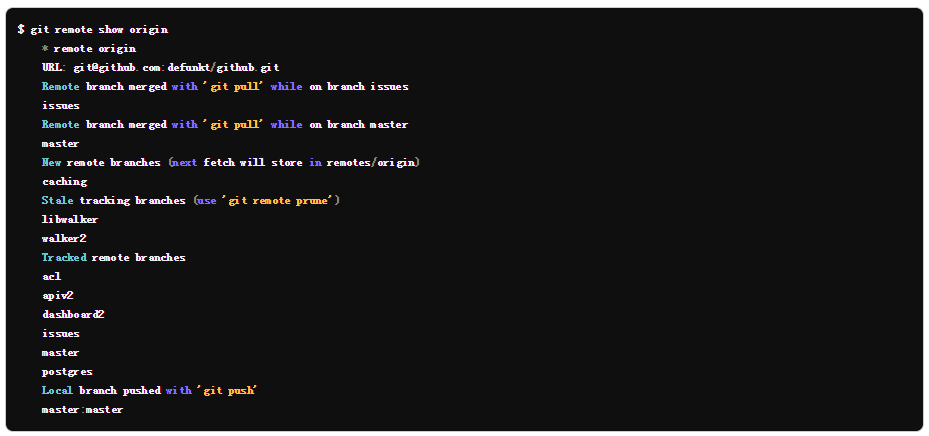 $ git remote show origin
* remote origin
URL: git@github.com:defunkt/github.git
Remote branch merged with 'git pull' while on branch issues
issues
Remote branch merged with 'git pull' while on branch master
master
New remote branches (next fetch will store in remotes/origin)
caching
Stale tracking branches (use 'git remote prune')
libwalker
walker2
Tracked remote branches
acl
apiv2
dashboard2
issues
master
postgres
Local branch pushed with 'git push'
master:master